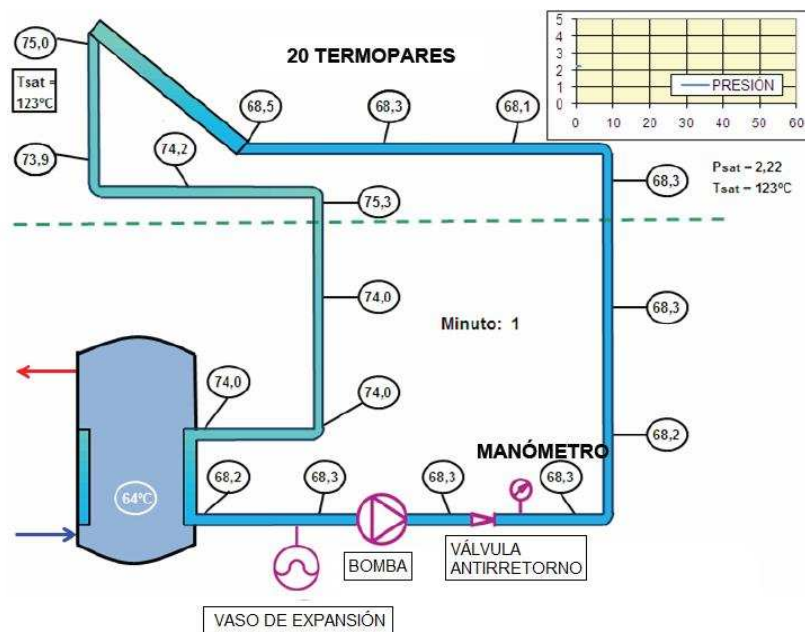 75,0
Tsat =
123ºC
20 TERMOPARES
5
4
3
2
1
0
PRESIÓN
0 10 20 30 40 50 60
68,5
68,3
68,1
73,9
74,2
75,3
68,3
Psat – 2,22
Tsat – 123ºC
74,0
Minuto: 1
68,3
74,0
74,0
MANÓMETRO
68,2
64ºC
68,2
68,3
68,3
68,3
BOMBA
VÁLVULA
ANTIRRETORNO
VASO DE EXPANSIÓN